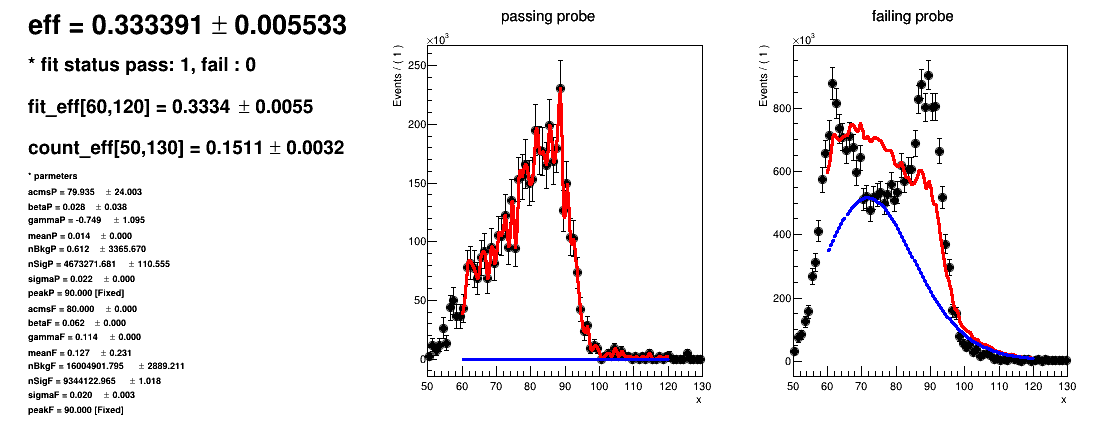 eff = 0.333391 ± 0.005533
* fit status pass: 1, fail : 0
fit_eff[60,120] = 0.3334 ± 0.0055
count_eff[50,130] = 0.1511 ± 0.0032
* parmeters
acmsP = 79.935 ± 24.003
betaP = 0.028 ± 0.038
gammaP = -0.749 ± 1.095
meanP = 0.014 ± 0.000
nBkgP = 0.612 ± 3365.670
nSigP = 4673271.681 ± 110.555
sigmaP = 0.022 ± 0.000
peakP = 90.000 [Fixed]
acmsF = 80.000 ± 0.000
betaF = 0.062 ± 0.000
gammaF = 0.114 ± 0.000
meanF = 0.127 ± 0.231
nBkgF = 16004901.795 ± 2889.211
nSigF = 9344122.965 ± 1.018
sigmaF = 0.020 ± 0.003
peakF = 90.000 [Fixed]
passing probe
×10³
Events / ( 1 )
250
200
150
100
50
0
50 60 70 80 90 100 110 120 130
x
failing probe
×10³
Events / ( 1 )
800
600
400
200
0
50 60 70 80 90 100 110 120 130
x